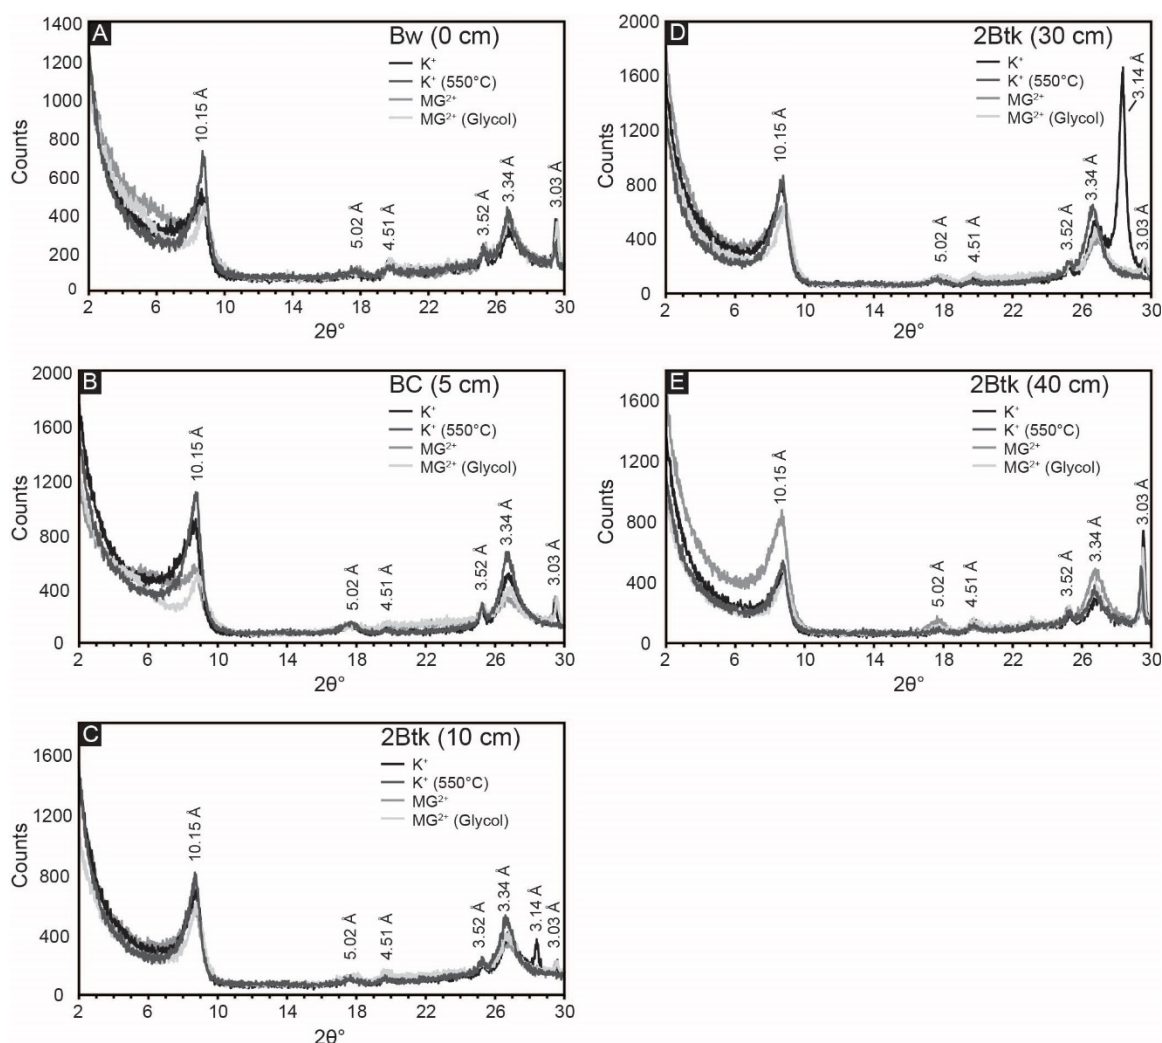 A
Bw (0 cm)
K⁺
K⁺ (550°C)
MG²⁺
MG²⁺ (Glycol)
10.15 Å
5.02 Å
4.51 Å
3.52 Å
3.34 Å
3.03 Å
Counts
1400
1200
1000
800
600
400
200
0
2 6 10 14 18 22 26 30
2θ°
B
BC (5 cm)
K⁺
K⁺ (550°C)
MG²⁺
MG²⁺ (Glycol)
10.15 Å
5.02 Å
4.51 Å
3.52 Å
3.34 Å
3.03 Å
Counts
2000
1600
1200
800
400
0
2 6 10 14 18 22 26 30
2θ°
C
2Btk (10 cm)
K⁺
K⁺ (550°C)
MG²⁺
MG²⁺ (Glycol)
10.15 Å
5.02 Å
4.51 Å
3.52 Å
3.34 Å
3.14 Å
3.03 Å
Counts
1600
1200
800
400
0
2 6 10 14 18 22 26 30
2θ°
D
2Btk (30 cm)
K⁺
K⁺ (550°C)
MG²⁺
MG²⁺ (Glycol)
10.15 Å
5.02 Å
4.51 Å
3.52 Å
3.34 Å
3.14 Å
3.03 Å
Counts
2000
1600
1200
800
400
0
2 6 10 14 18 22 26 30
2θ°
E
2Btk (40 cm)
K⁺
K⁺ (550°C)
MG²⁺
MG²⁺ (Glycol)
10.15 Å
5.02 Å
4.51 Å
3.52 Å
3.34 Å
3.03 Å
Counts
1600
1200
800
400
0
2 6 10 14 18 22 26 30
2θ°